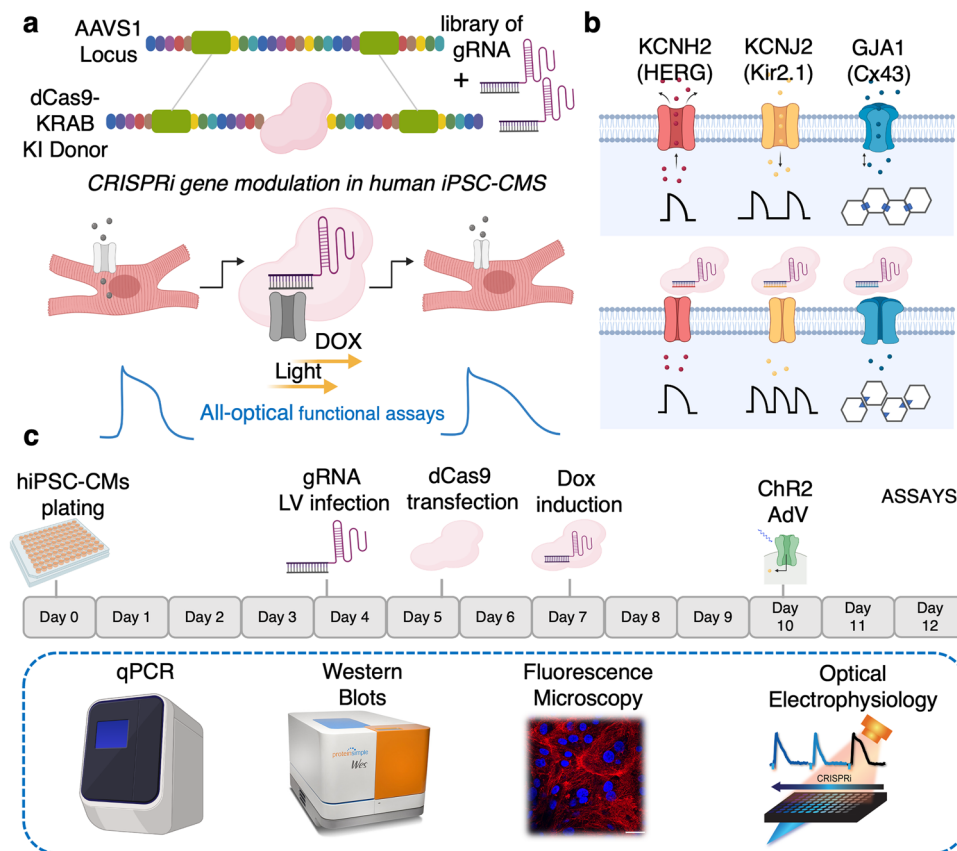 a
AAVS1
Locus
library of
gRNA
+
dCas9-
KRAB
KI Donor
CRISPRi gene modulation in human iPSC-CMS
DOX
Light
All-optical functional assays
b
KCNH2
(HERG)
KCNJ2
(Kir2.1)
GJA1
(Cx43)
c
hiPSC-CMs
plating
gRNA
LV infection
dCas9
transfection
Dox
induction
ChR2
AdV
ASSAYS
Day 0
Day 1
Day 2
Day 3
Day 4
Day 5
Day 6
Day 7
Day 8
Day 9
Day
10
Day
11
Day
12
qPCR
Western
Blots
proteinsimple
Wes
Fluorescence
Microscopy
Optical
Electrophysiology
CRISPRi